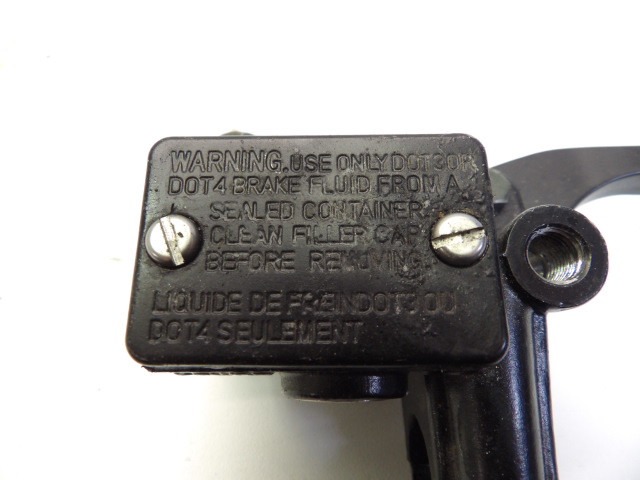 WARNING, USE ONLY DOT3 OR
DOT4 BRAKE FLUID FROM A
SEALED CONTAINER
CLEAN FILLER CAP
BEFORE REMOVING
LIQUIDE DE FREIN DOT3 OU
DOT4 SEULEMENT